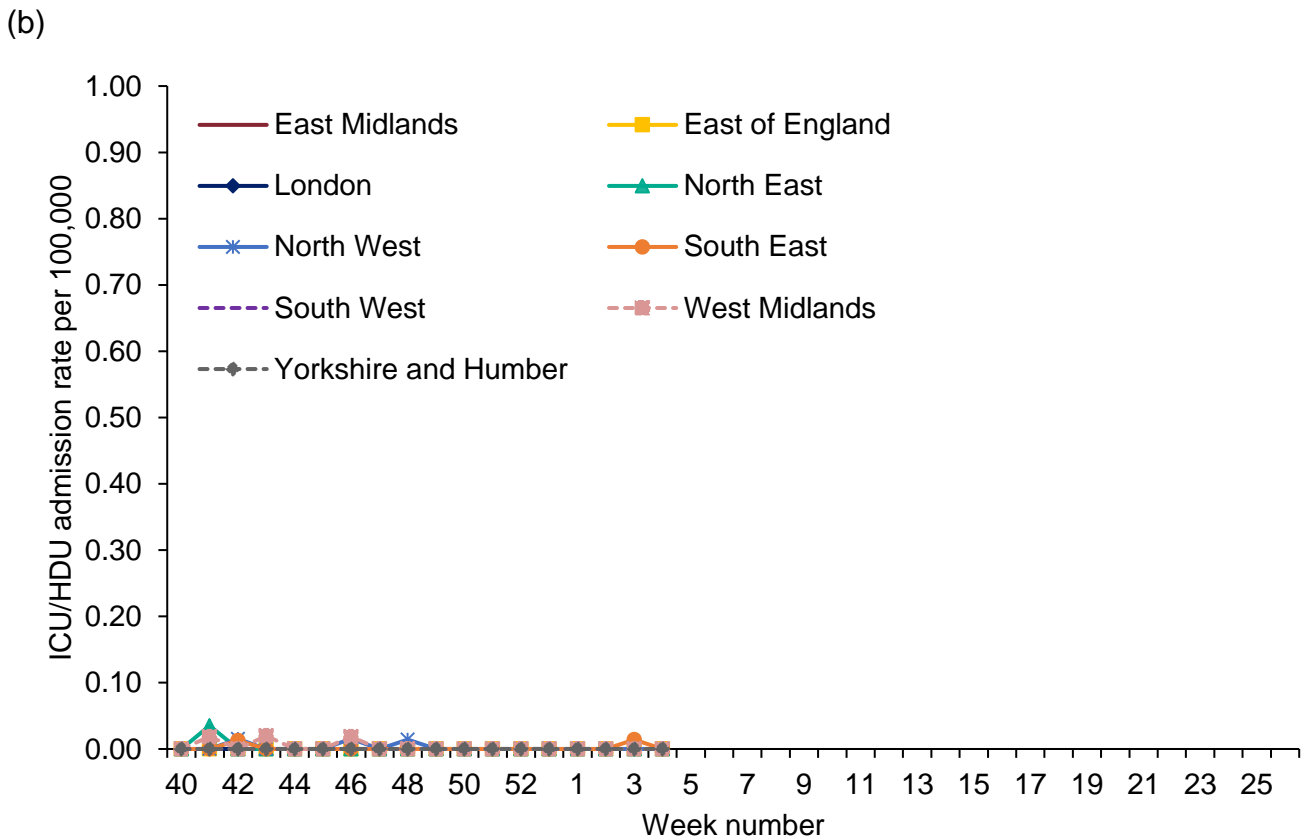 (b)
ICU/HDU admission rate per 100,000
1.00
0.90
0.80
0.70
0.60
0.50
0.40
0.30
0.20
0.10
0.00
East Midlands
East of England
London
North East
North West
South East
South West
West Midlands
Yorkshire and Humber
40 42 44 46 48 50 52 1 3 5 7 9 11 13 15 17 19 21 23 25
Week number